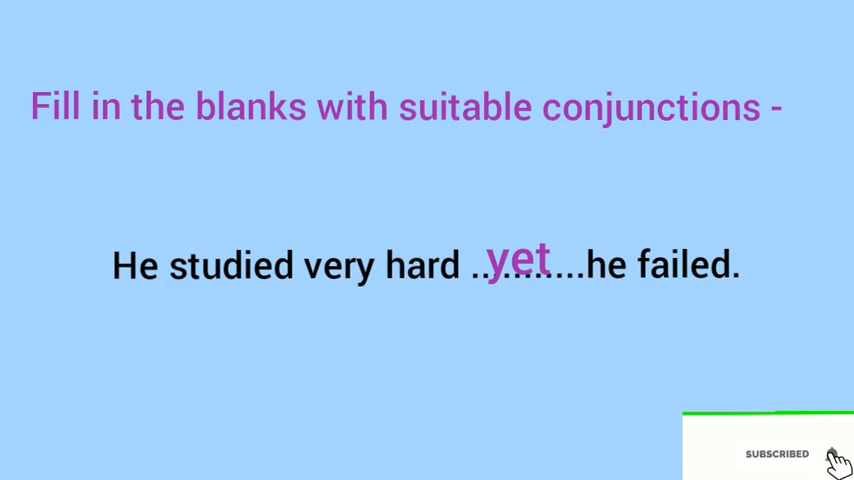 Fill in the blanks with suitable conjunctions -
He studied very hard ..yet..........he failed.
SUBSCRIBED